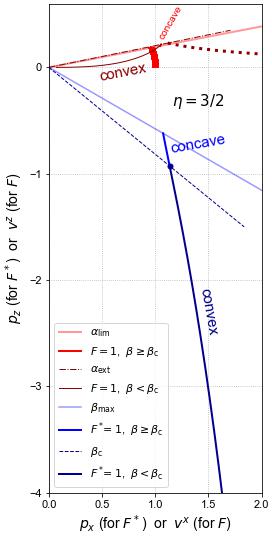 concave
0
convex
η = 3/2
concave
−1
−2
convex
−3
−4
p_z (for F*) or v^z (for F)
α_lim
F = 1, β ≥ β_c
α_ext
F = 1, β < β_c
β_max
F* = 1, β ≥ β_c
β_c
F* = 1, β < β_c
0.0 0.5 1.0 1.5 2.0
p_x (for F*) or v^x (for F)